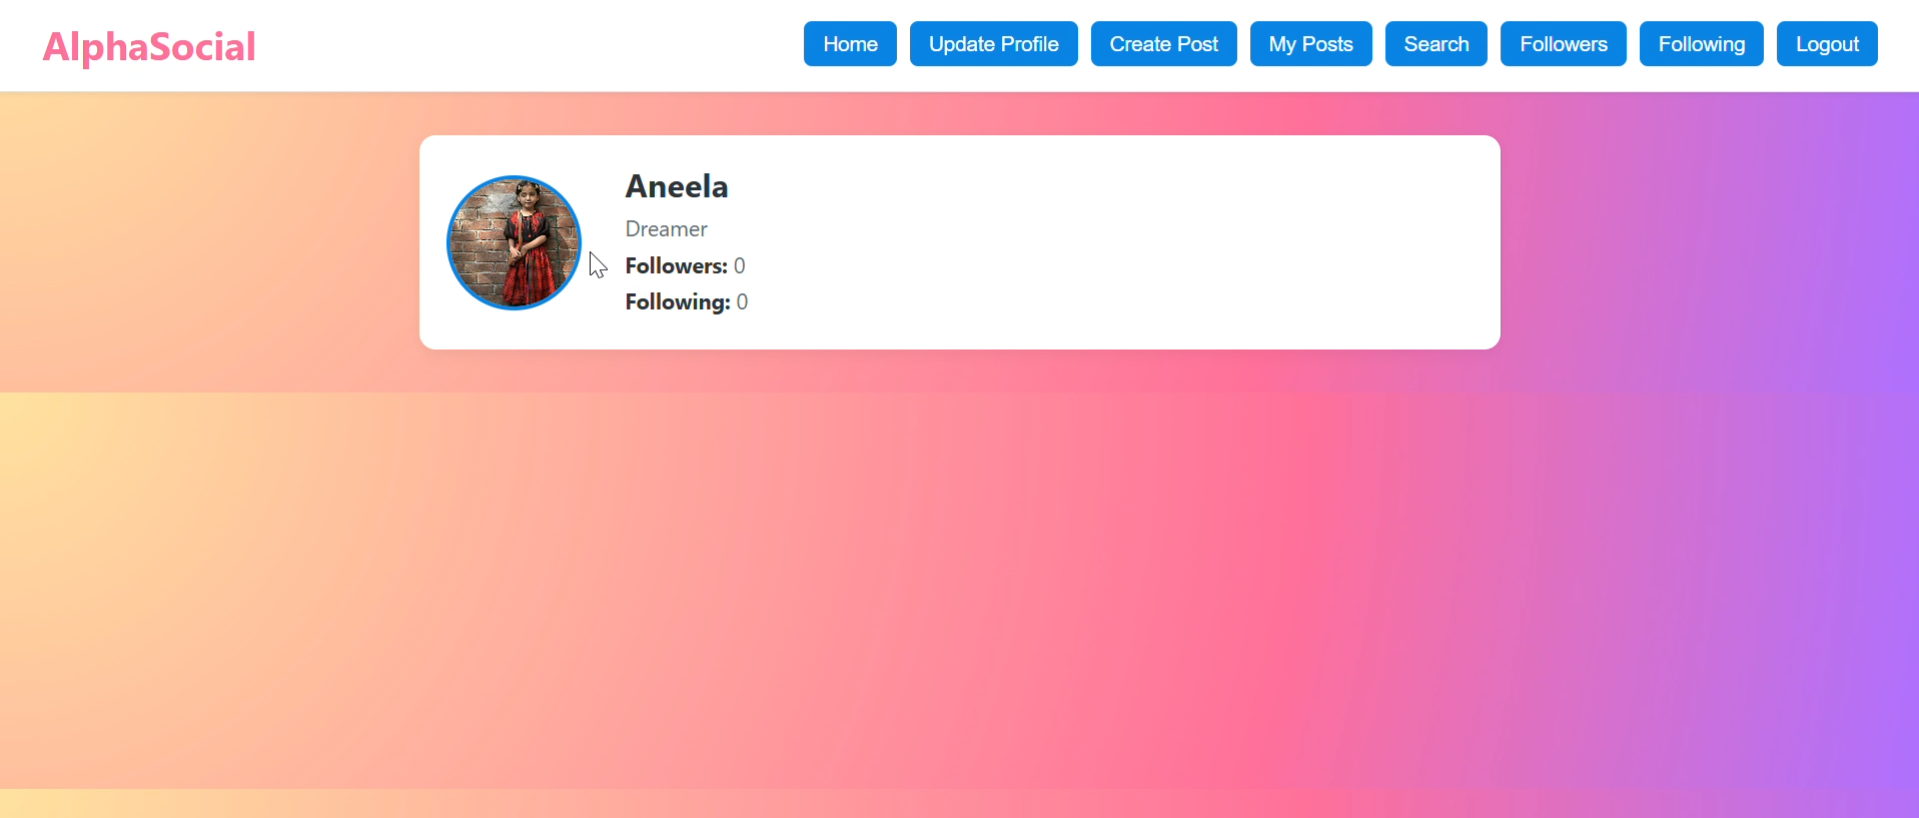 AlphaSocial
Home Update Profile Create Post My Posts Search Followers Following Logout
Aneela
Dreamer
Followers: 0
Following: 0